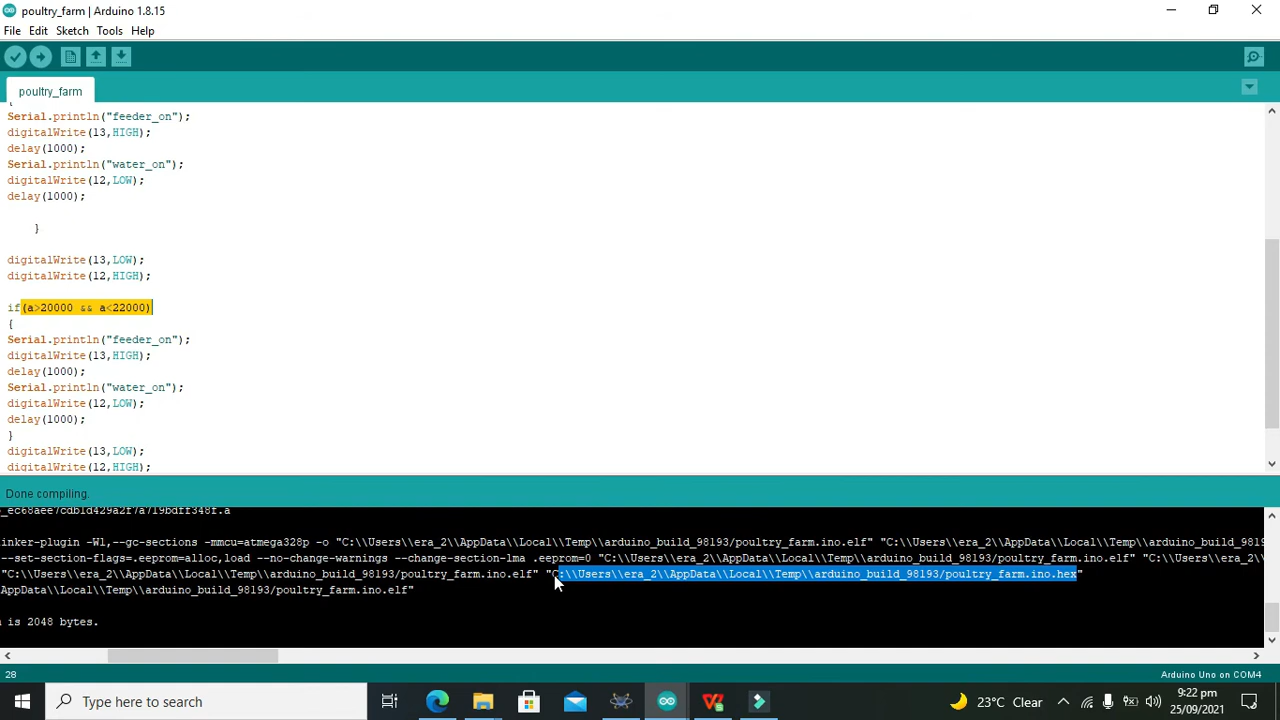 poultry_farm | Arduino 1.8.15
File Edit Sketch Tools Help
poultry_farm
{
Serial.println("feeder_on");
digitalWrite(13,HIGH);
delay(1000);
Serial.println("water_on");
digitalWrite(12,LOW);
delay(1000);
}
digitalWrite(13,LOW);
digitalWrite(12,HIGH);
if(a>20000 && a<22000)
{
Serial.println("feeder_on");
digitalWrite(13,HIGH);
delay(1000);
Serial.println("water_on");
digitalWrite(12,LOW);
delay(1000);
}
digitalWrite(13,LOW);
digitalWrite(12,HIGH);
Done compiling.
_ec68aee7cdb1d429a2f7a719bdff348f.a
inker-plugin -Wl,--gc-sections -mmcu=atmega328p -o "C:\\Users\\era_2\\AppData\\Local\\Temp\\arduino_build_98193/poultry_farm.ino.elf" "C:\\Users\\era_2\\AppData\\Local\\Temp\\arduino_build_9819
--set-section-flags=.eeprom=alloc,load --no-change-warnings --change-section-lma .eeprom=0 "C:\\Users\\era_2\\AppData\\Local\\Temp\\arduino_build_98193/poultry_farm.ino.elf" "C:\\Users\\era_2\\
"C:\\Users\\era_2\\AppData\\Local\\Temp\\arduino_build_98193/poultry_farm.ino.elf" "C:\\Users\\era_2\\AppData\\Local\\Temp\\arduino_build_98193/poultry_farm.ino.hex"
AppData\\Local\\Temp\\arduino_build_98193/poultry_farm.ino.elf"
m is 2048 bytes.
28 Arduino Uno on COM4
Type here to search 23°C Clear 9:22 pm
25/09/2021